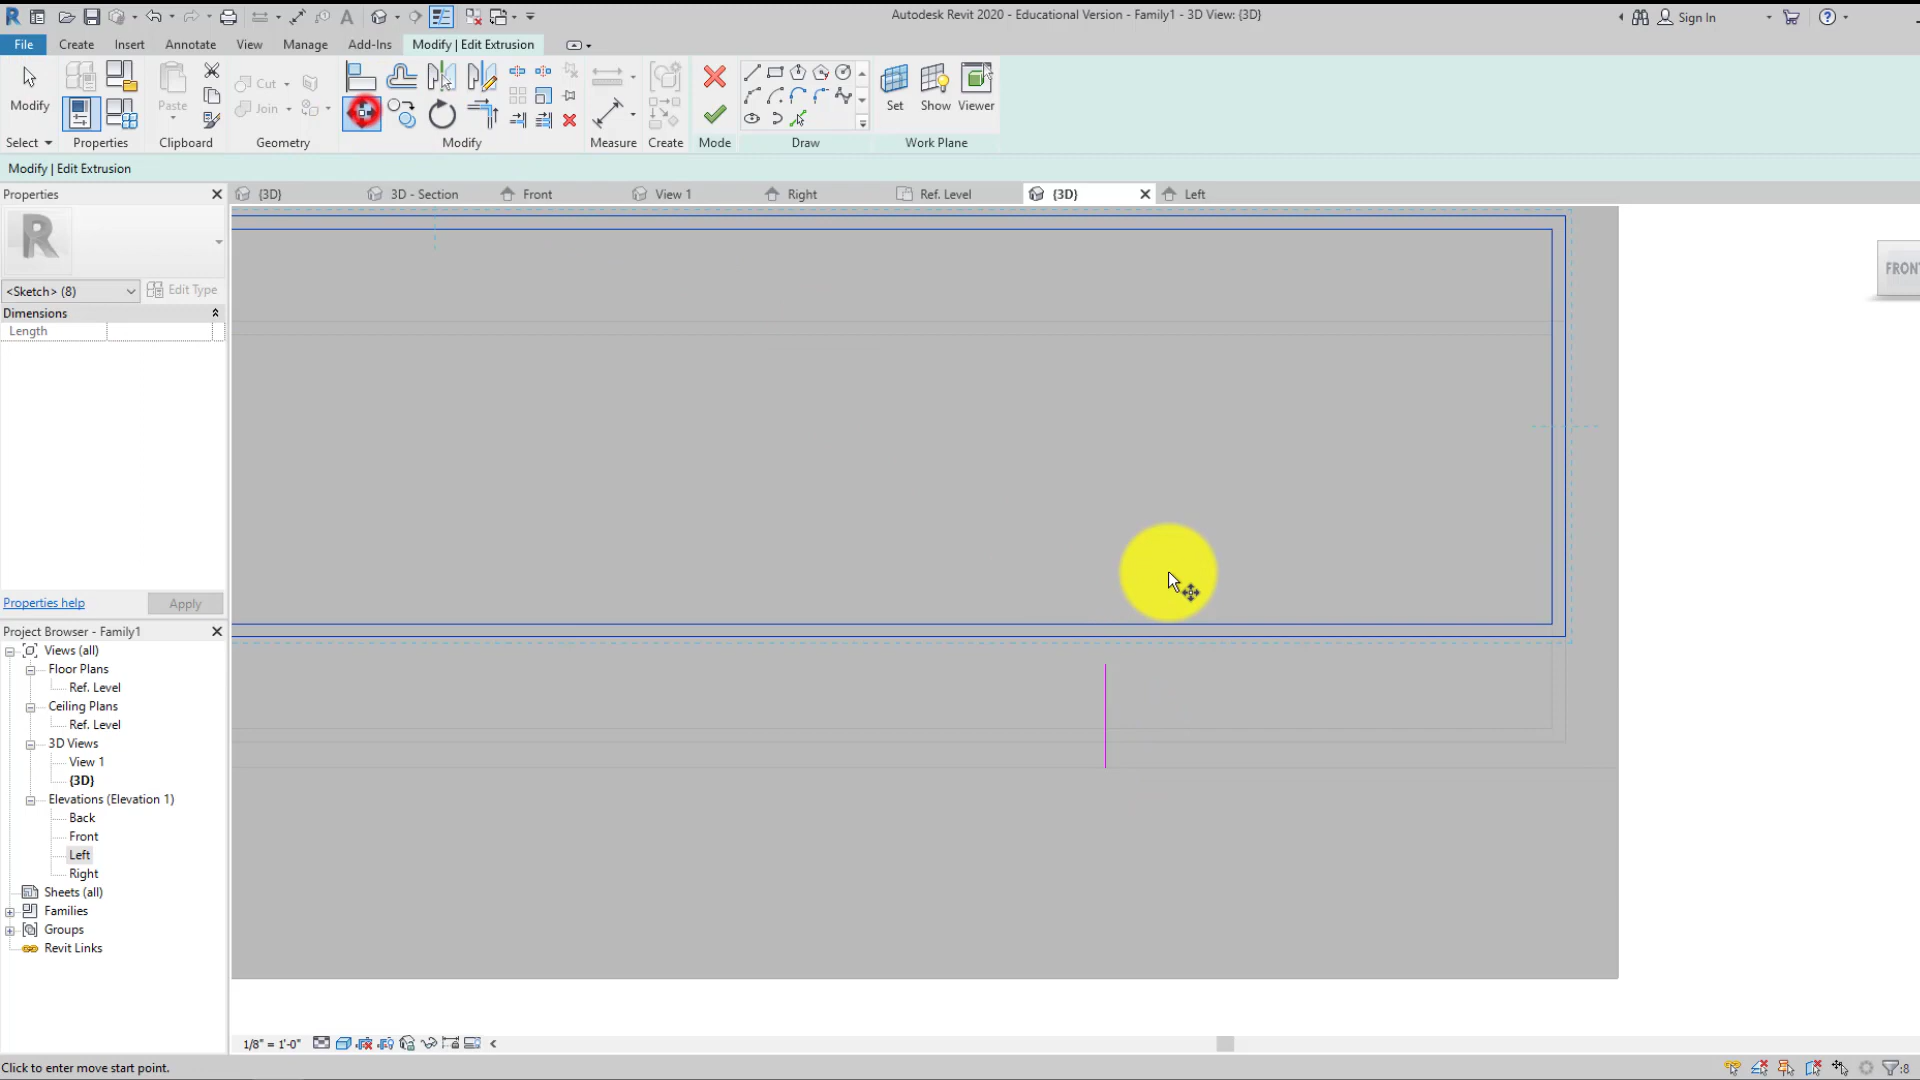 Autodesk Revit 2020 - Educational Version - Family1 - 3D View: {3D}
Sign In
File Create Insert Annotate View Manage Add-Ins Modify | Edit Extrusion
Modify
Paste
Cut
Join
Set Show Viewer
Select Properties Clipboard Geometry Modify Measure Create Mode Draw Work Plane
Modify | Edit Extrusion
Properties
{3D} 3D - Section Front View 1 Right Ref. Level {3D} Left
<Sketch> (8) Edit Type
Dimensions
Length
FRONT
Properties help Apply
Project Browser - Family1
Views (all)
Floor Plans
Ref. Level
Ceiling Plans
Ref. Level
3D Views
View 1
{3D}
Elevations (Elevation 1)
Back
Front
Left
Right
Sheets (all)
Families
Groups
Revit Links
1/8" = 1'-0"
Click to enter move start point.
:8